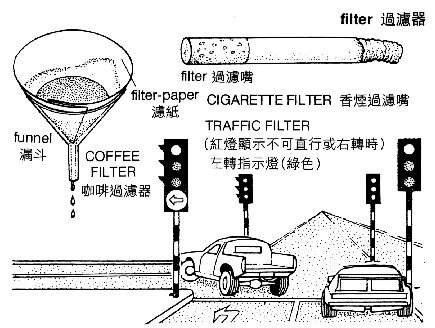 filter 過濾器
filter 過濾嘴
filter-paper
濾紙
CIGARETTE FILTER 香煙過濾嘴
funnel
漏斗
COFFEE
FILTER
咖啡過濾器
TRAFFIC FILTER
(紅燈顯示不可直行或右轉時)
左轉指示燈(綠色)